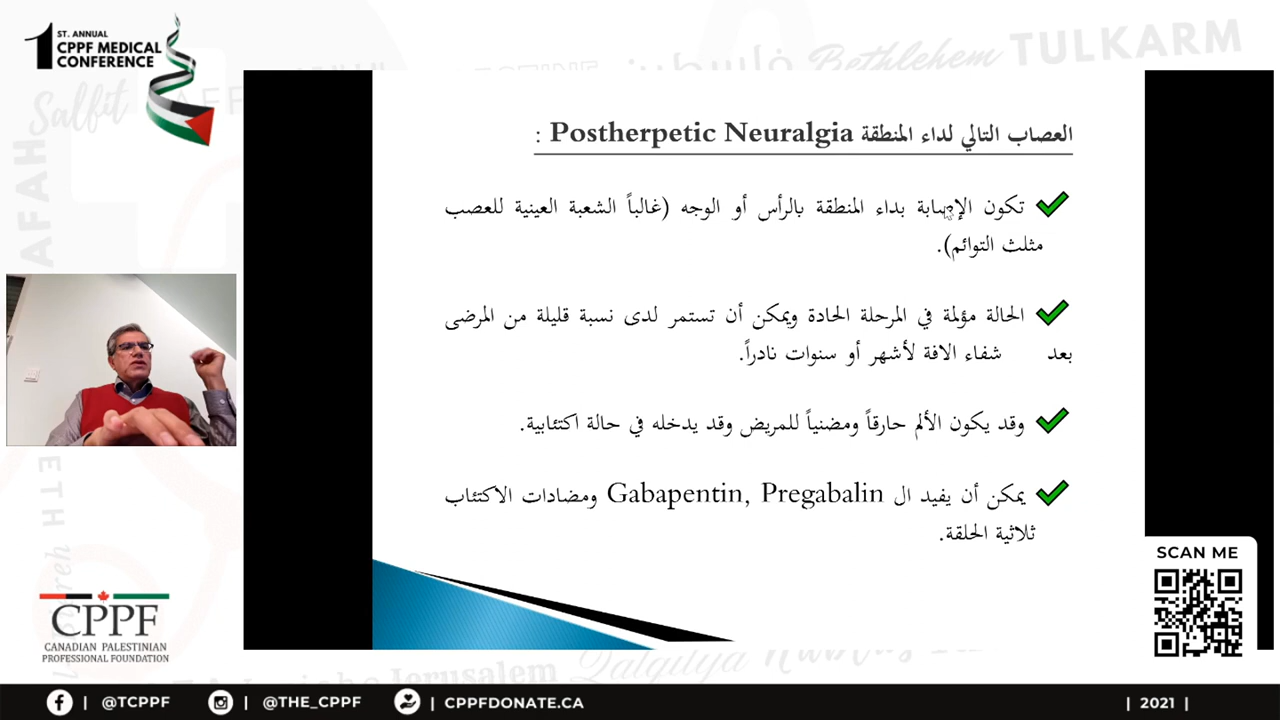 1 ST. ANNUAL
CPPF MEDICAL
CONFERENCE
Salfit
RAFAH
Bethlehem
TULKARM
فلسطين
العصاب التالي لداء المنطقة Postherpetic Neuralgia :
تكون الإصابة بداء المنطقة بالرأس أو الوجه (غالباً الشعبة العينية للعصب
مثلث التوائم).
الحالة مؤلمة في المرحلة الحادة ويمكن أن تستمر لدى نسبة قليلة من المرضى
بعد شفاء الافة لأشهر أو سنوات نادراً.
وقد يكون الألم حارقاً ومضنياً للمريض وقد يدخله في حالة اكتئابية.
يمكن أن يفيد ال Gabapentin, Pregabalin ومضادات الاكتئاب
ثلاثية الحلقة.
SCAN ME
CPPF
CANADIAN PALESTINIAN
PROFESSIONAL FOUNDATION
Jerusalem
Qalqilya
| @TCPPF | @THE_CPPF | CPPFDONATE.CA | 2021 |